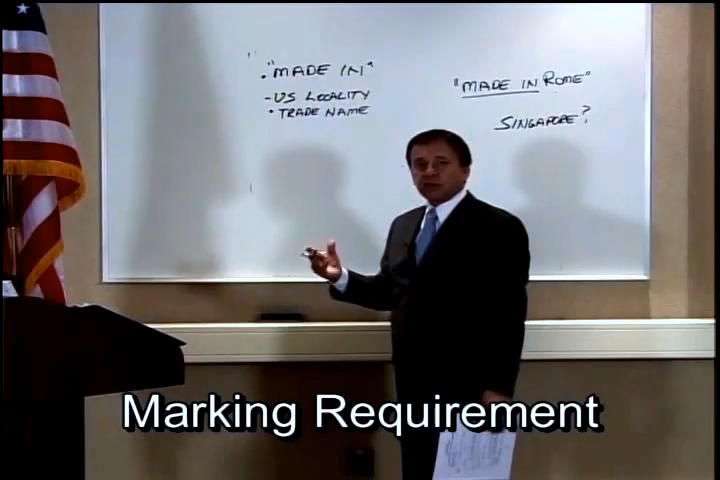 • "MADE IN"
- US LOCALITY
• TRADE NAME
"MADE IN ROME"
SINGAPORE?
Marking Requirement